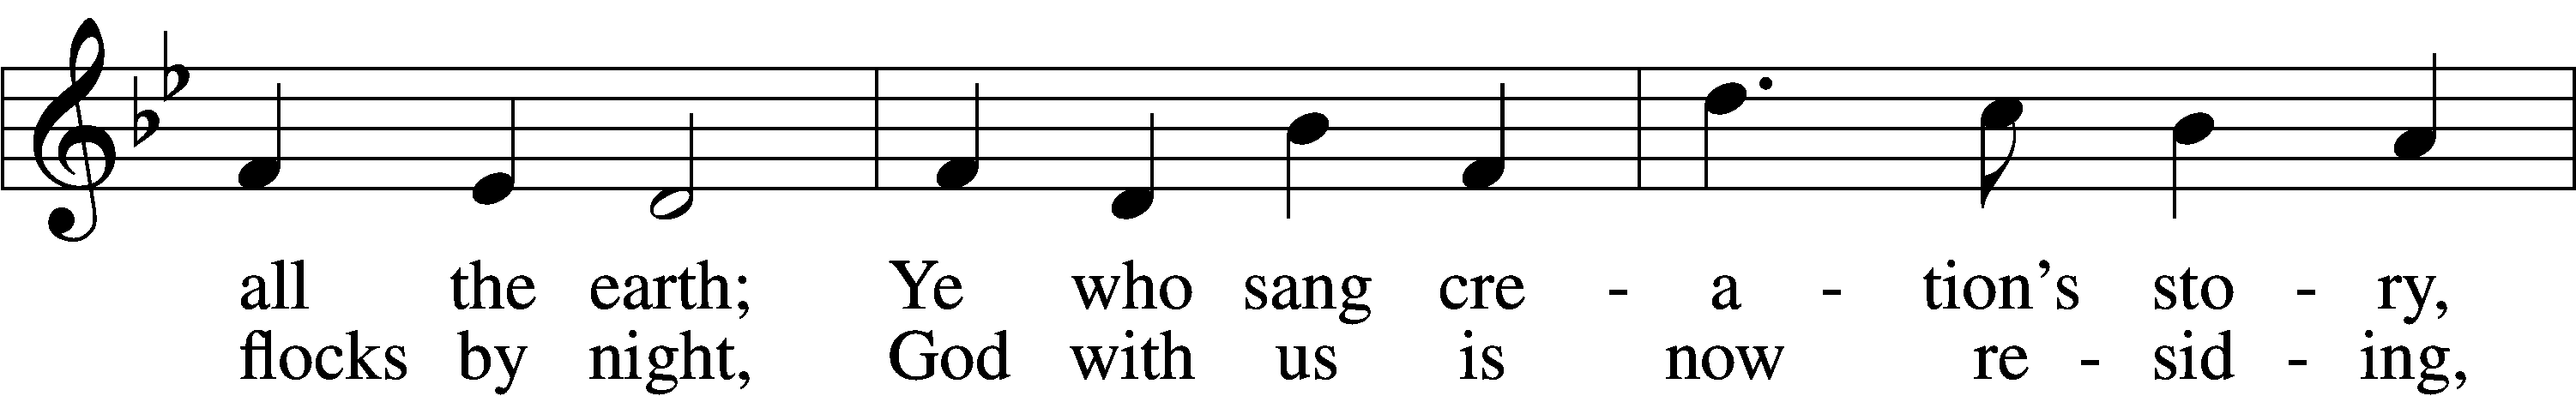 all the earth; Ye who sang cre - a - tion's sto - ry,
flocks by night, God with us is now re - sid - ing,